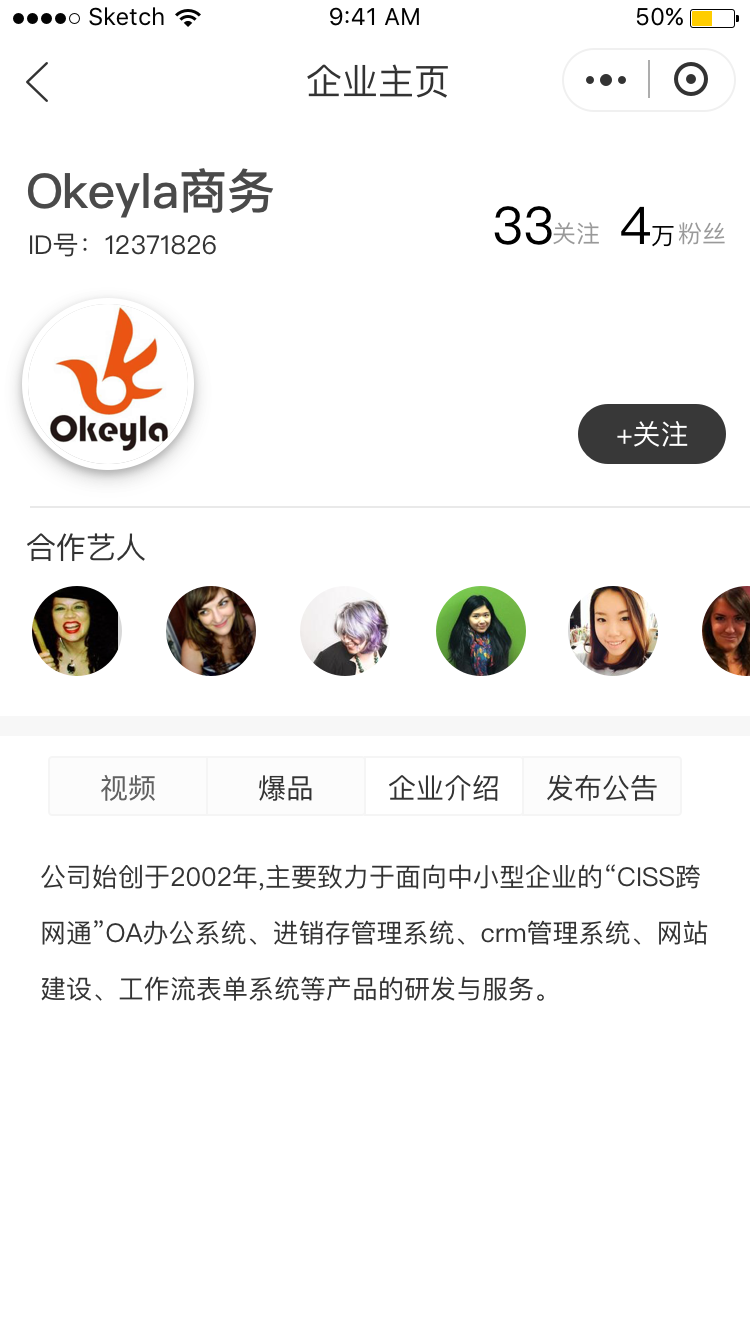 Sketch 9:41 AM 50%
企业主页
Okeyla商务
ID号：12371826
33关注 4万粉丝
Okeyla
+关注
合作艺人
视频 爆品 企业介绍 发布公告
公司始创于2002年,主要致力于面向中小型企业的“CISS跨
网通”OA办公系统、进销存管理系统、crm管理系统、网站
建设、工作流表单系统等产品的研发与服务。